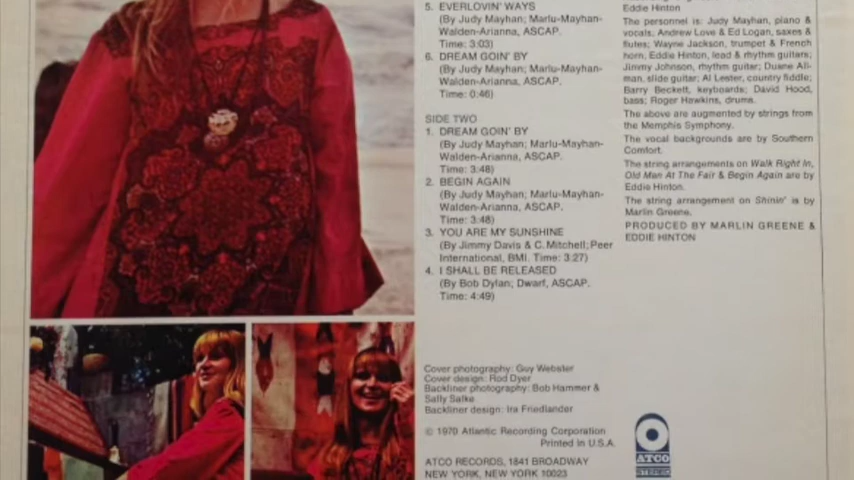 5. EVERLOVIN' WAYS
(By Judy Mayhan; Marlu-Mayhan-
Walden-Arianna, ASCAP.
Time: 3:03)
6. DREAM GOIN' BY
(By Judy Mayhan; Marlu-Mayhan-
Walden-Arianna, ASCAP.
Time: 0:46)
SIDE TWO
1. DREAM GOIN' BY
(By Judy Mayhan; Marlu-Mayhan-
Walden-Arianna, ASCAP.
Time: 3:48)
2. BEGIN AGAIN
(By Judy Mayhan; Marlu-Mayhan-
Walden-Arianna, ASCAP.
Time: 3:48)
3. YOU ARE MY SUNSHINE
(By Jimmy Davis & C. Mitchell; Peer
International, BMI. Time: 3:27)
4. I SHALL BE RELEASED
(By Bob Dylan; Dwarf, ASCAP.
Time: 4:49)
Eddie Hinton
The personnel is: Judy Mayhan, piano &
vocals; Andrew Love & Ed Logan, saxes &
flutes; Wayne Jackson, trumpet & French
horn, Eddie Hinton, lead & rhythm guitars;
Jimmy Johnson, rhythm guitar; Duane All-
man, slide guitar; Al Lester, country fiddle;
Barry Beckett, keyboards; David Hood,
bass; Roger Hawkins, drums.
The above are augmented by strings from
the Memphis Symphony.
The vocal backgrounds are by Southern
Comfort.
The string arrangements on Walk Right In,
Old Man At The Fair & Begin Again are by
Eddie Hinton.
The string arrangement on Shinin' is by
Marlin Greene.
PRODUCED BY MARLIN GREENE &
EDDIE HINTON
Cover photography: Guy Webster
Cover design: Rod Dyer
Backliner photography: Bob Hammer &
Sally Satke
Backliner design: Ira Friedlander
© 1970 Atlantic Recording Corporation
Printed in U.S.A.
ATCO RECORDS, 1841 BROADWAY
NEW YORK, NEW YORK 10023
ATCO
STEREO